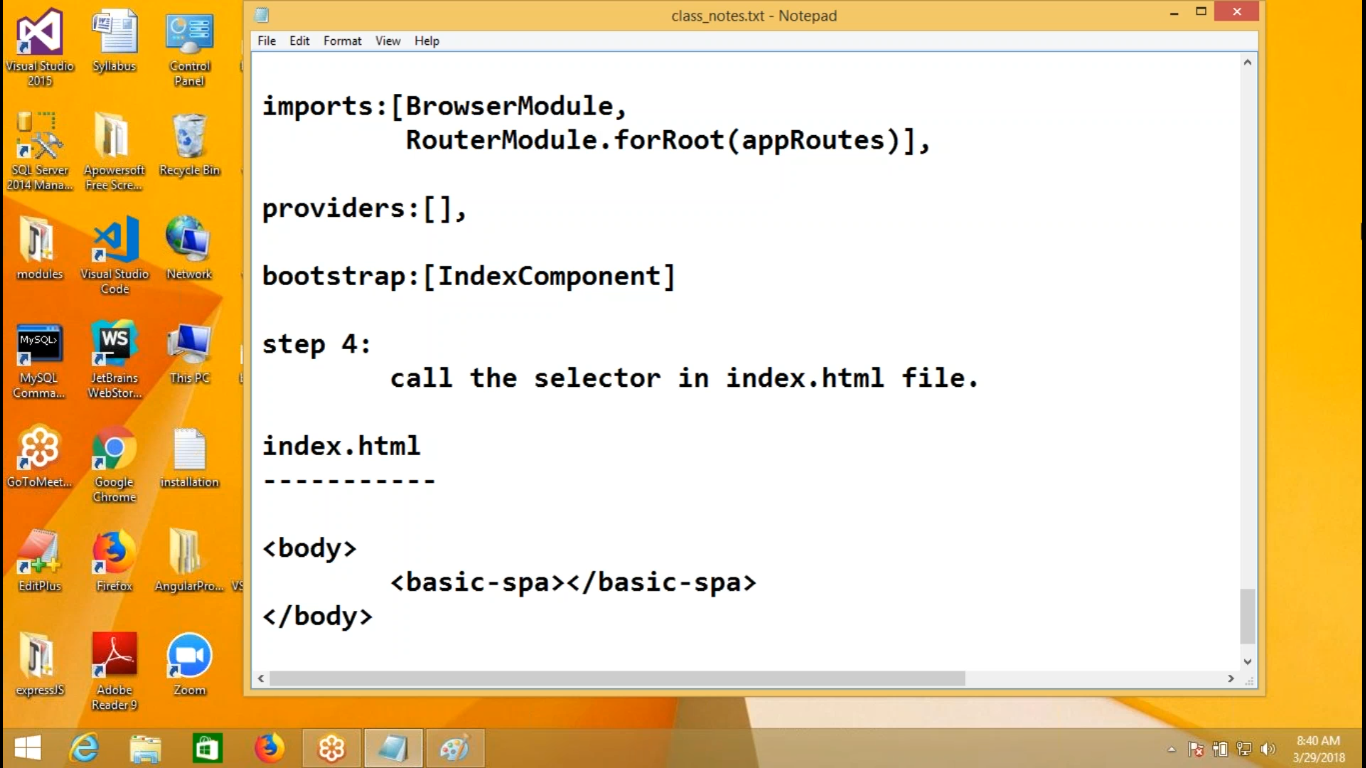 class_notes.txt - Notepad
File Edit Format View Help
imports:[BrowserModule,
RouterModule.forRoot(appRoutes)],
providers:[],
bootstrap:[IndexComponent]
step 4:
call the selector in index.html file.
index.html
-----------
<body>
<basic-spa></basic-spa>
</body>
Visual Studio 2015
Syllabus
Control Panel
SQL Server 2014 Mana...
Apowersoft Free Scre...
Recycle Bin
modules
Visual Studio Code
Network
MySQL>
MySQL Comma...
WS
JetBrains WebStor...
This PC
GoToMeet...
Google Chrome
installation
EditPlus
Firefox
AngularPro...
expressJS
Adobe Reader 9
Zoom
8:40 AM
3/29/2018